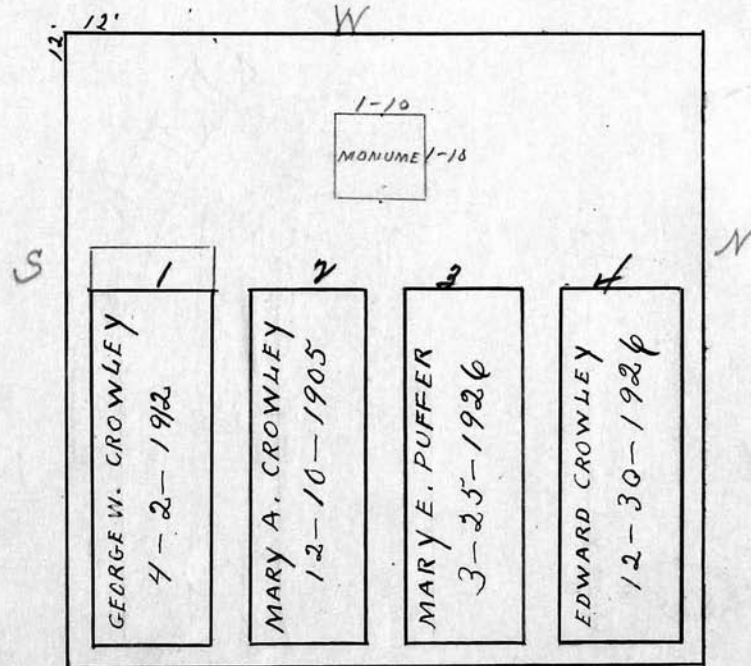 12'
12'
W
1-10
MONUME
1-10
S
N
1
2
3
4
GEORGE W. CROWLEY
4-2-1912
MARY A. CROWLEY
12-10-1905
MARY E. PUFFER
3-25-1926
EDWARD CROWLEY
12-30-1926